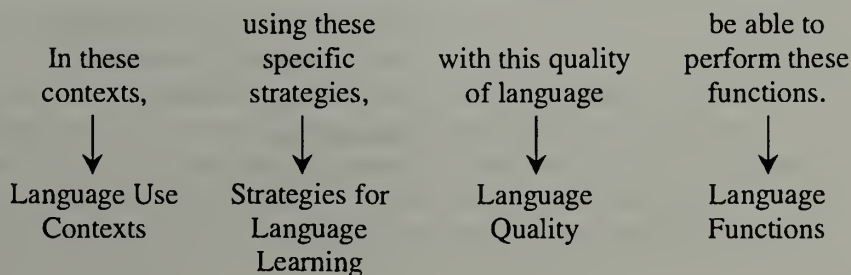 In these
contexts,
using these
specific
strategies,
with this quality
of language
be able to
perform these
functions.
Language Use
Contexts
Strategies for
Language
Learning
Language
Quality
Language
Functions